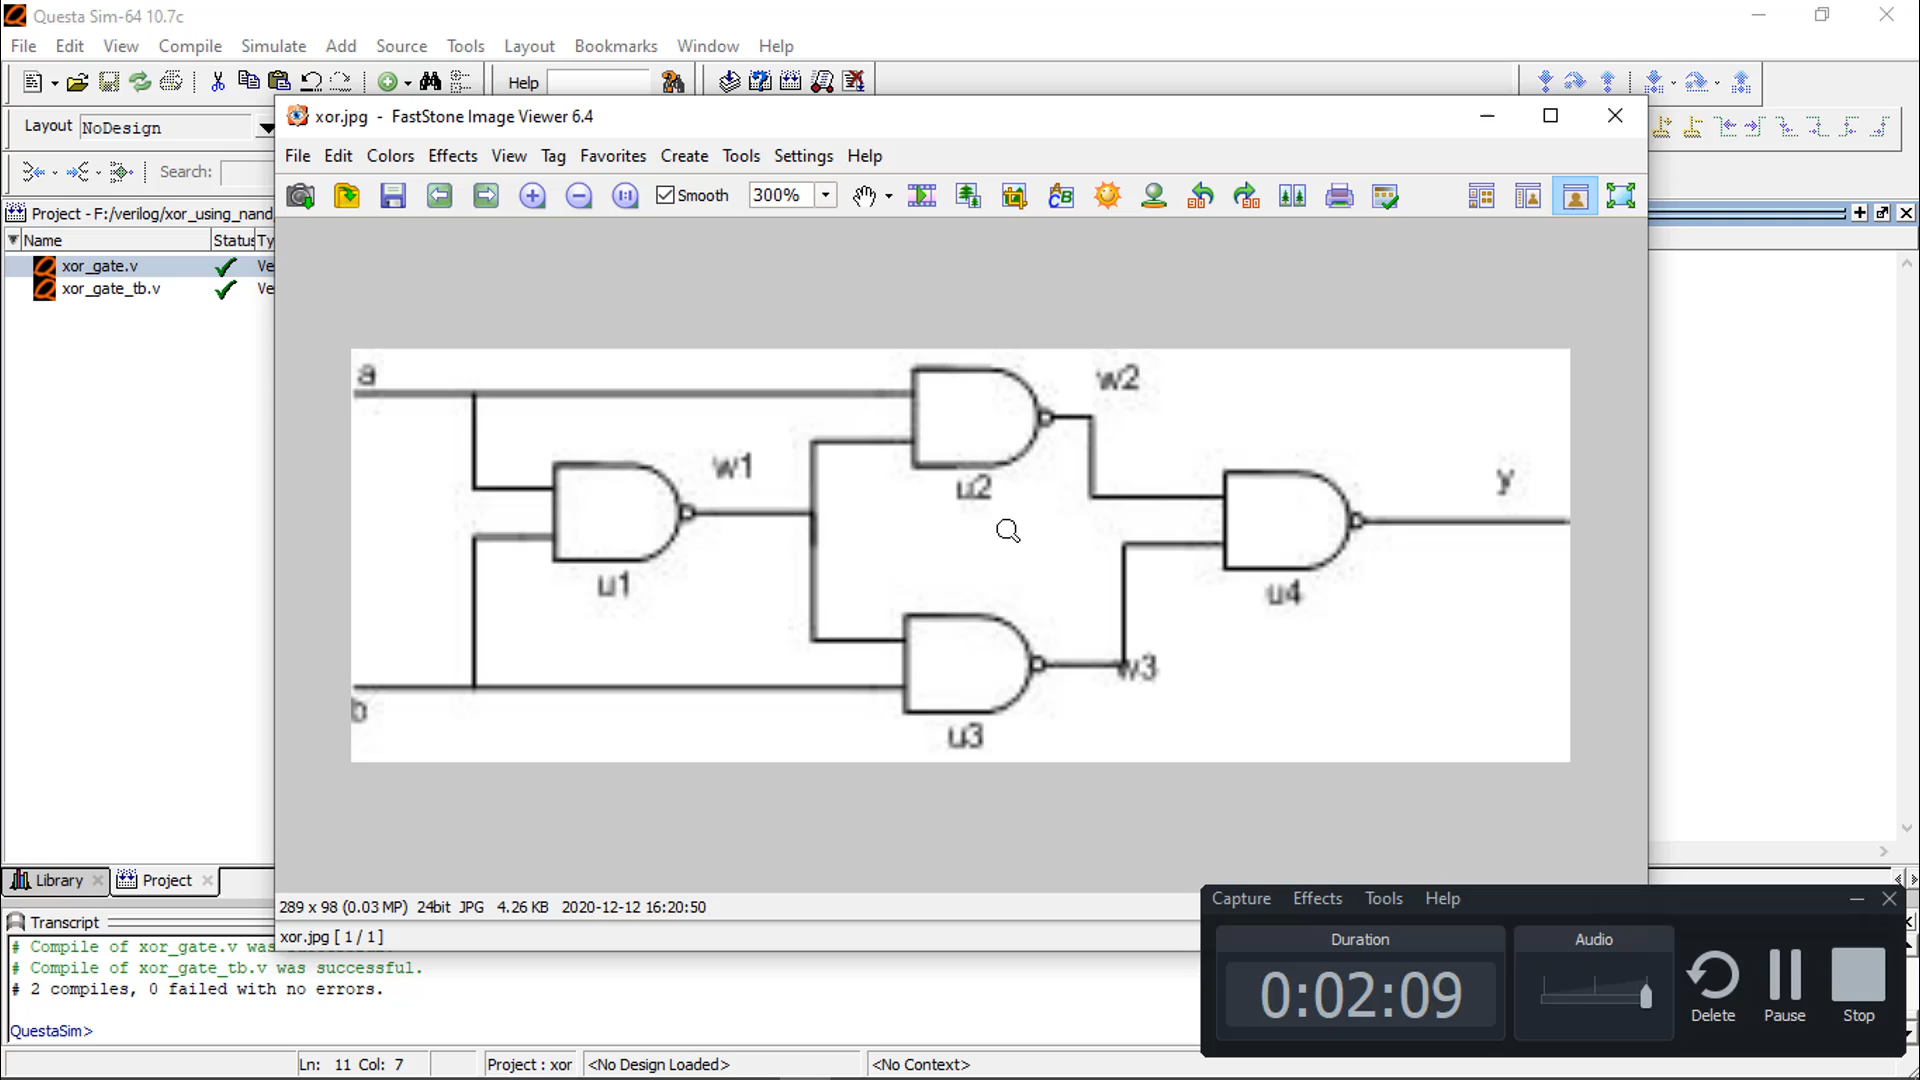 Questa Sim-64 10.7c
File Edit View Compile Simulate Add Source Tools Layout Bookmarks Window Help
Help
Layout NoDesign
Search:
Project - F:/verilog/xor_using_nand
Name Status Ty
xor_gate.v Ve
xor_gate_tb.v Ve
xor.jpg - FastStone Image Viewer 6.4
File Edit Colors Effects View Tag Favorites Create Tools Settings Help
Smooth 300%
a
w2
w1
u2
y
u1
u4
w3
b
u3
289 x 98 (0.03 MP) 24bit JPG 4.26 KB 2020-12-12 16:20:50
xor.jpg [ 1 / 1 ]
Library Project
Transcript
# Compile of xor_gate.v was
# Compile of xor_gate_tb.v was successful.
# 2 compiles, 0 failed with no errors.
QuestaSim>
Ln: 11 Col: 7 Project : xor <No Design Loaded> <No Context>
Capture Effects Tools Help
Duration Audio
0:02:09
Delete Pause Stop